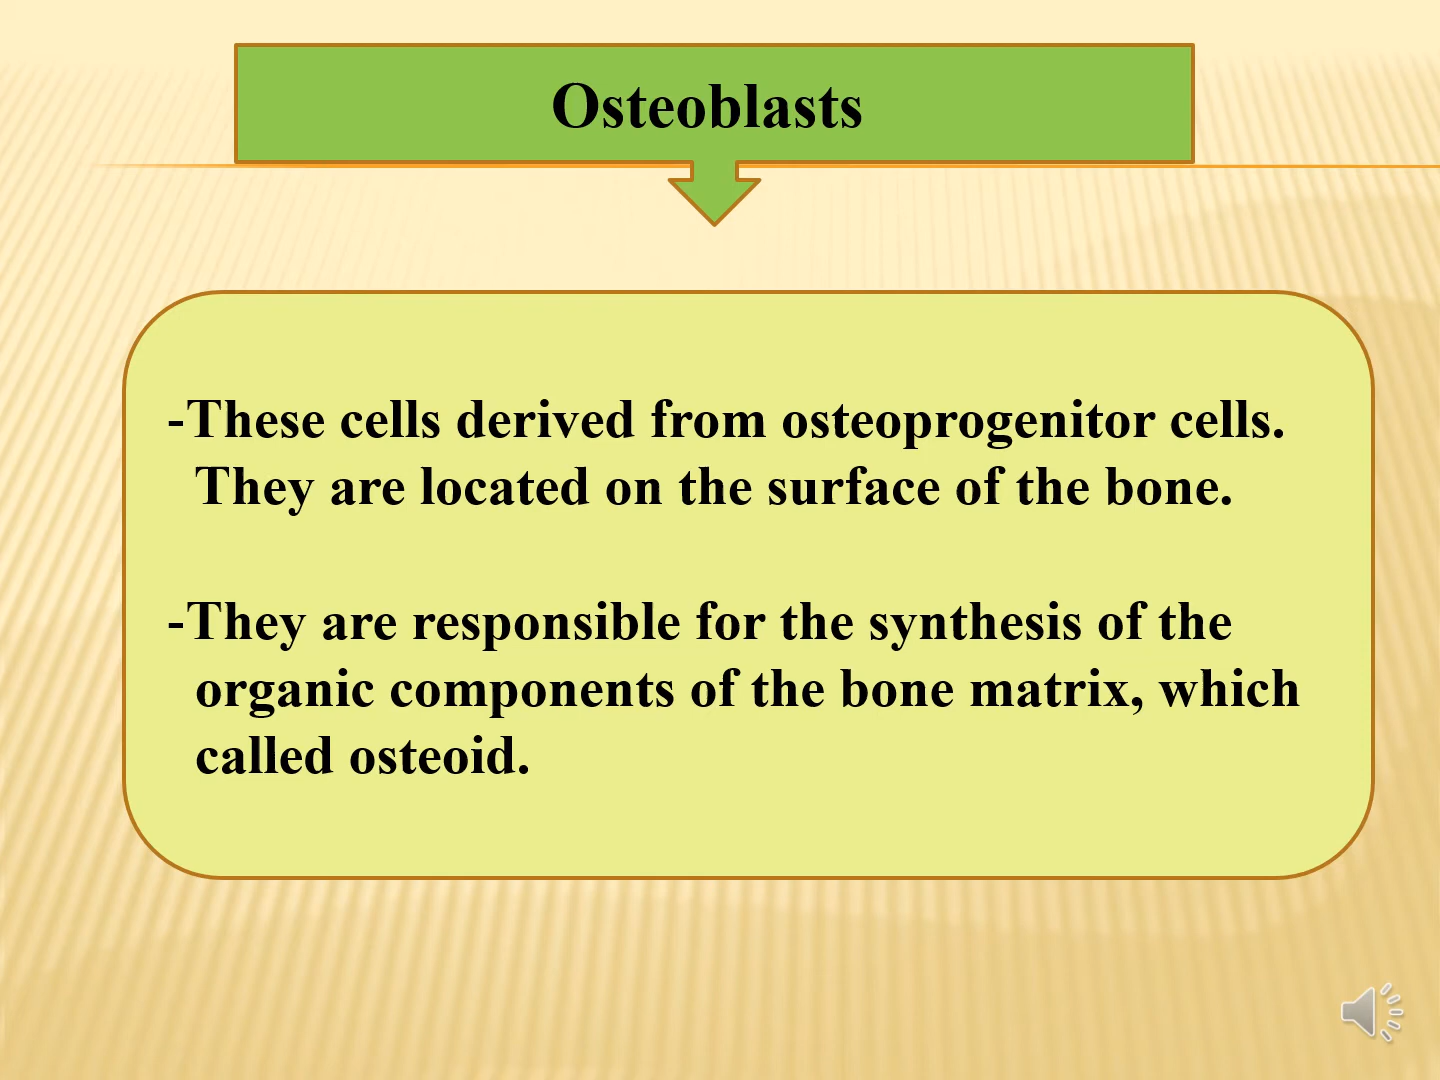 Osteoblasts
-These cells derived from osteoprogenitor cells.
They are located on the surface of the bone.
-They are responsible for the synthesis of the
organic components of the bone matrix, which
called osteoid.